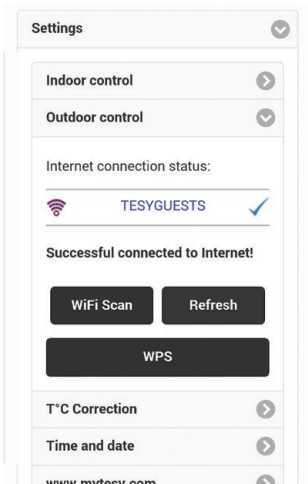 Settings
Indoor control
Outdoor control
Internet connection status:
TESYGUESTS
Successful connected to Internet!
WiFi Scan Refresh
WPS
T°C Correction
Time and date
www.mytesy.com